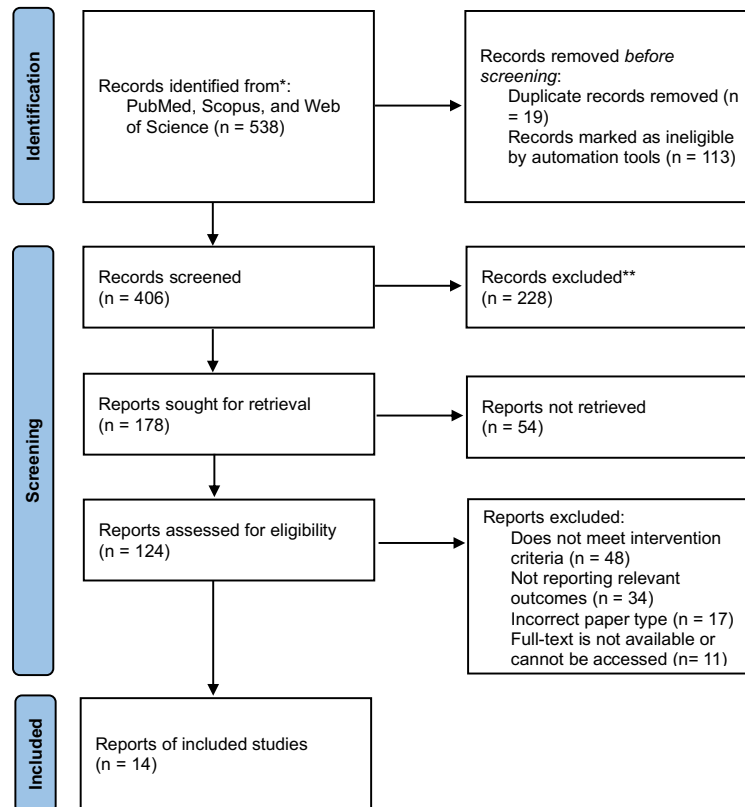 Identification
Records identified from*:
PubMed, Scopus, and Web
of Science (n = 538)
Records removed before
screening:
Duplicate records removed (n
= 19)
Records marked as ineligible
by automation tools (n = 113)
Screening
Records screened
(n = 406)
Records excluded**
(n = 228)
Reports sought for retrieval
(n = 178)
Reports not retrieved
(n = 54)
Reports assessed for eligibility
(n = 124)
Reports excluded:
Does not meet intervention
criteria (n = 48)
Not reporting relevant
outcomes (n = 34)
Incorrect paper type (n = 17)
Full-text is not available or
cannot be accessed (n= 11)
Included
Reports of included studies
(n = 14)